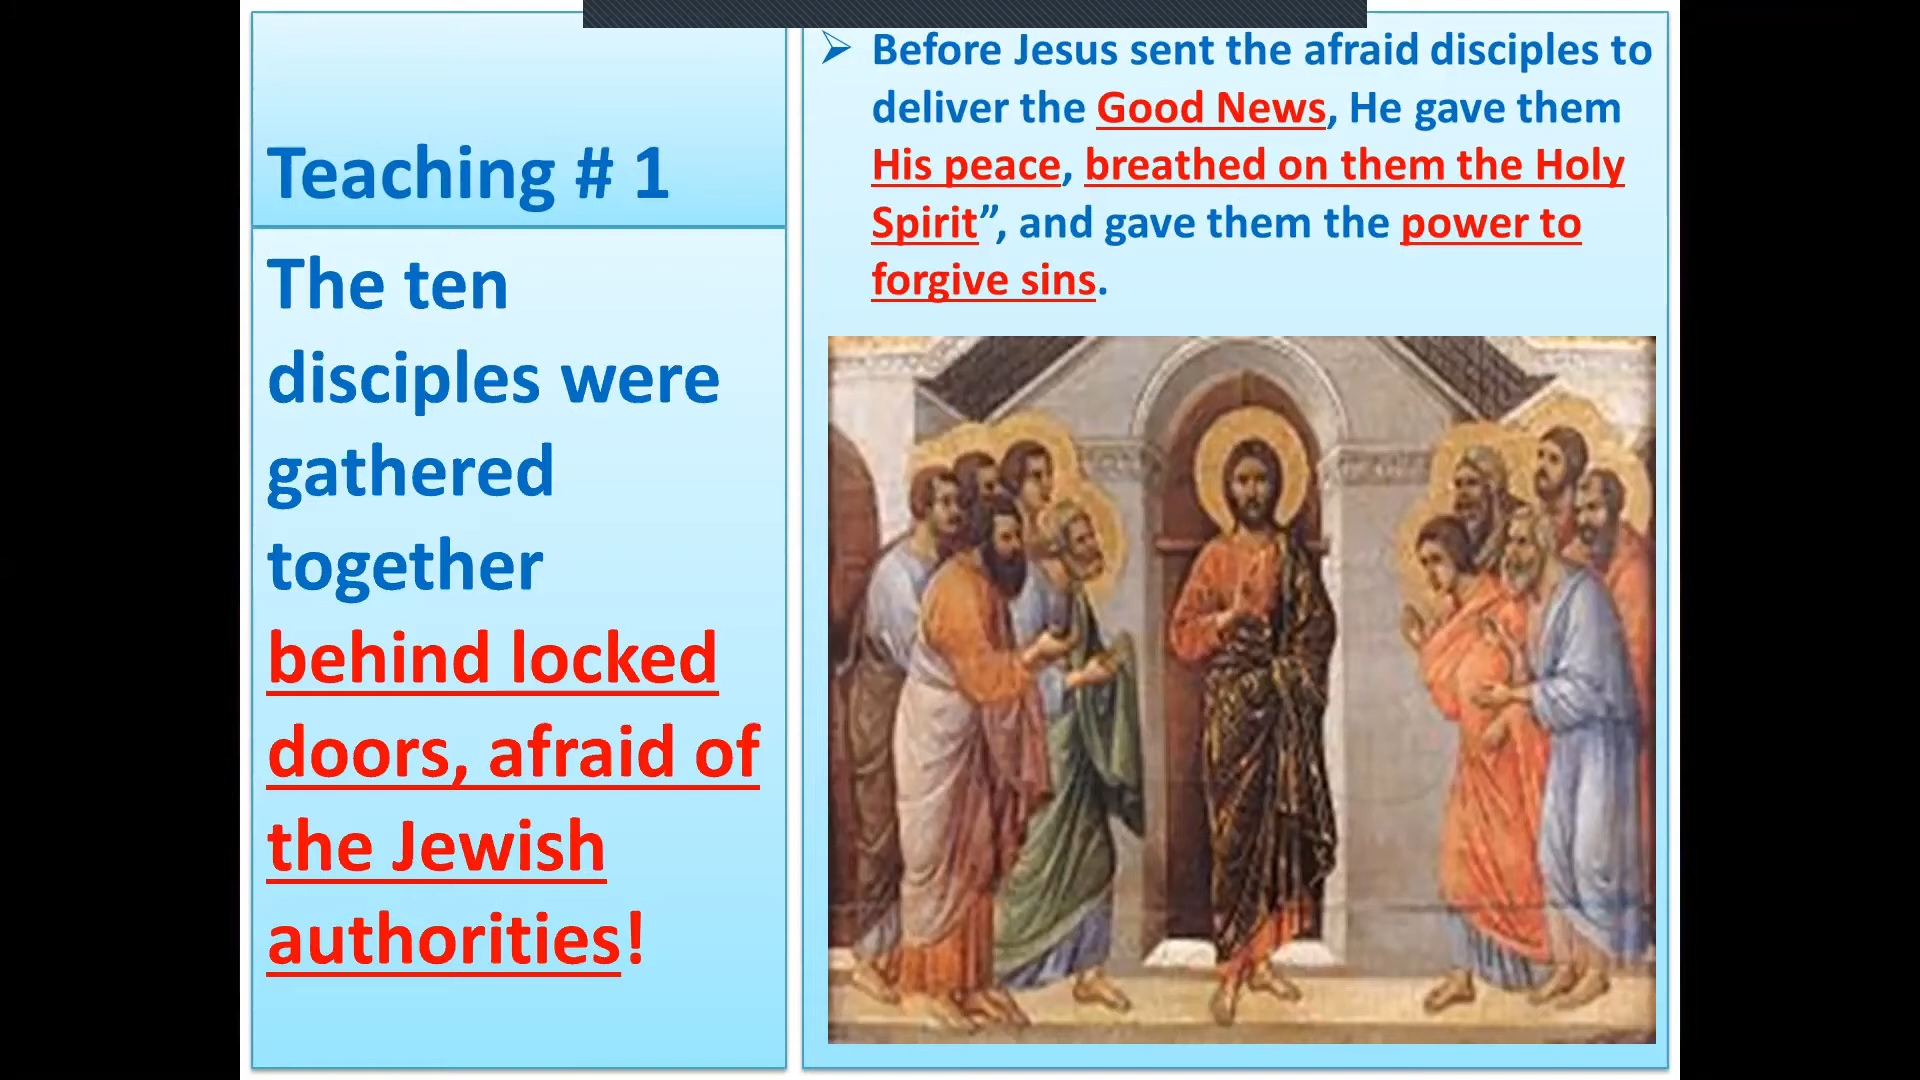 Teaching # 1
The ten
disciples were
gathered
together
behind locked
doors, afraid of
the Jewish
authorities!
Before Jesus sent the afraid disciples to
deliver the Good News, He gave them
His peace, breathed on them the Holy
Spirit”, and gave them the power to
forgive sins.